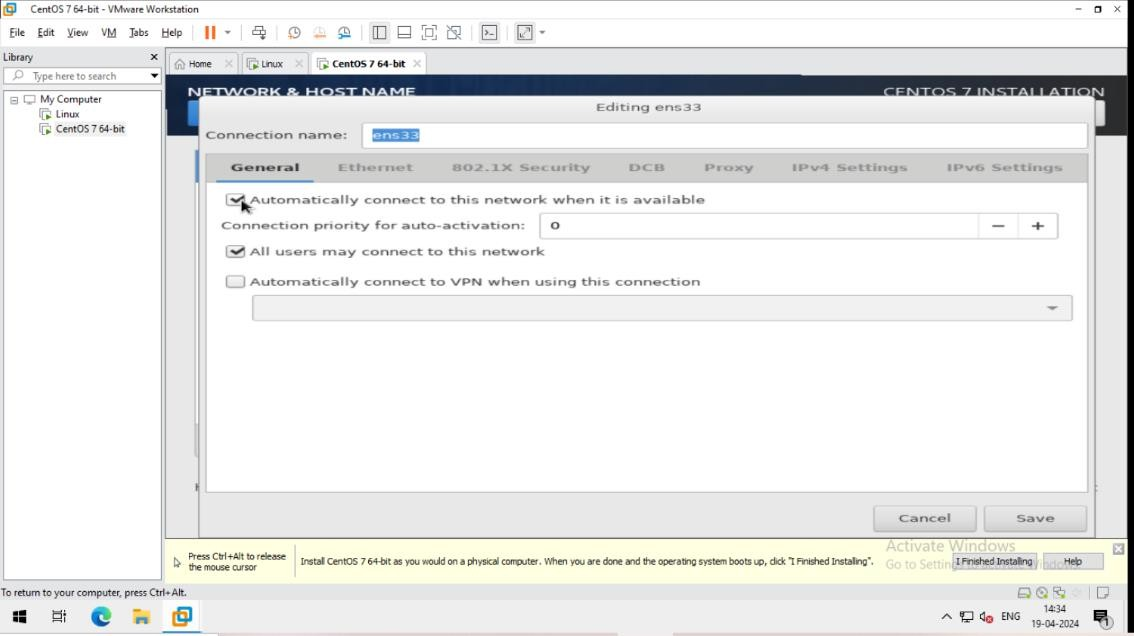 CentOS 7 64-bit - VMware Workstation
File Edit View VM Tabs Help
Library
Type here to search
My Computer
Linux
CentOS 7 64-bit
Home
Linux
CentOS 7 64-bit
NETWORK & HOST NAME
CENTOS 7 INSTALLATION
Editing ens33
Connection name: ens33
General Ethernet 802.1X Security DCB Proxy IPv4 Settings IPv6 Settings
Automatically connect to this network when it is available
Connection priority for auto-activation: 0
All users may connect to this network
Automatically connect to VPN when using this connection
Cancel Save
Press Ctrl+Alt to release
the mouse cursor
Install CentOS 7 64-bit as you would on a physical computer. When you are done and the operating system boots up, click "I Finished Installing".
I Finished Installing
Help
Activate Windows
Go to Settings
To return to your computer, press Ctrl+Alt.
ENG
14:34
19-04-2024
1